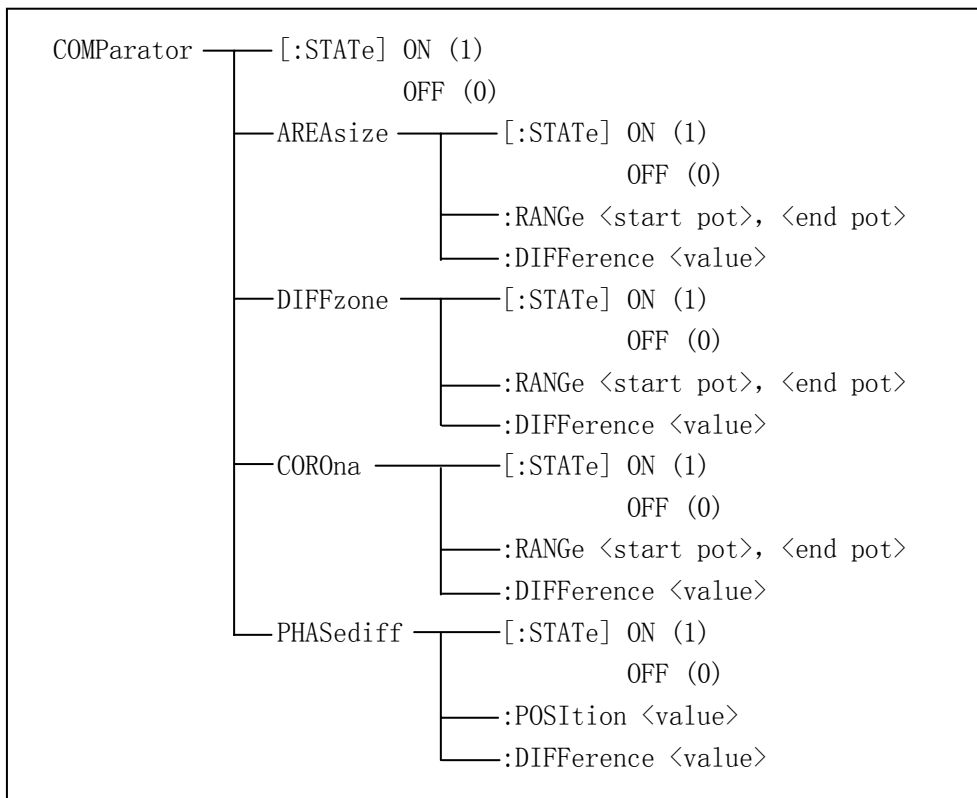 COMParator [:STATe] ON (1)
OFF (0)
AREAsize [:STATe] ON (1)
OFF (0)
:RANGe <start pot>, <end pot>
:DIFFerence <value>
DIFFzone [:STATe] ON (1)
OFF (0)
:RANGe <start pot>, <end pot>
:DIFFerence <value>
COROna [:STATe] ON (1)
OFF (0)
:RANGe <start pot>, <end pot>
:DIFFerence <value>
PHASediff [:STATe] ON (1)
OFF (0)
:POSItion <value>
:DIFFerence <value>